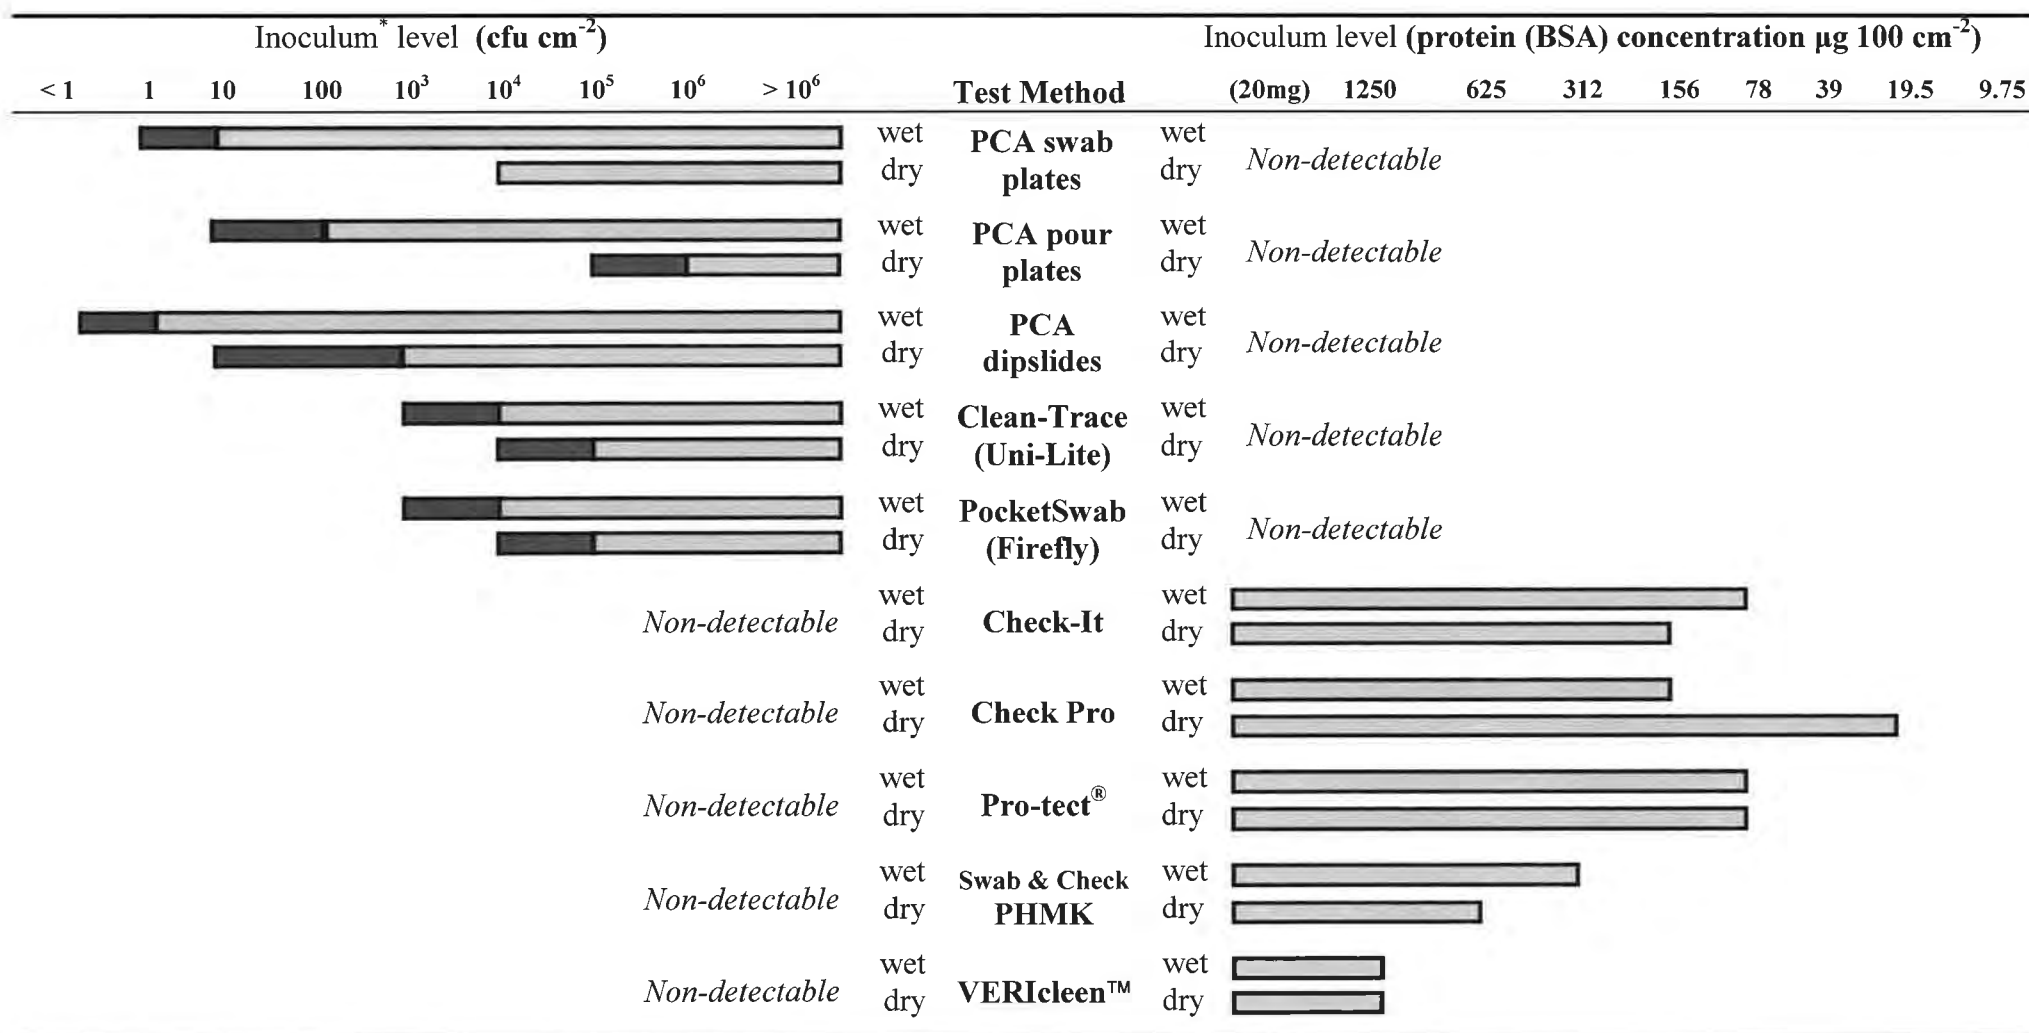 Inoculum* level (cfu cm⁻²) Inoculum level (protein (BSA) concentration µg 100 cm⁻²)
< 1 1 10 100 10³ 10⁴ 10⁵ 10⁶ > 10⁶ Test Method (20mg) 1250 625 312 156 78 39 19.5 9.75
wet PCA swab wet
dry plates dry Non-detectable
wet PCA pour wet
dry plates dry Non-detectable
wet PCA wet
dry dipslides dry Non-detectable
wet Clean-Trace wet
dry (Uni-Lite) dry Non-detectable
wet PocketSwab wet
dry (Firefly) dry Non-detectable
wet wet
Non-detectable dry Check-It dry
wet wet
Non-detectable dry Check Pro dry
wet wet
Non-detectable dry Pro-tect® dry
wet Swab & Check wet
Non-detectable dry PHMK dry
wet wet
Non-detectable dry VERIcleen™ dry